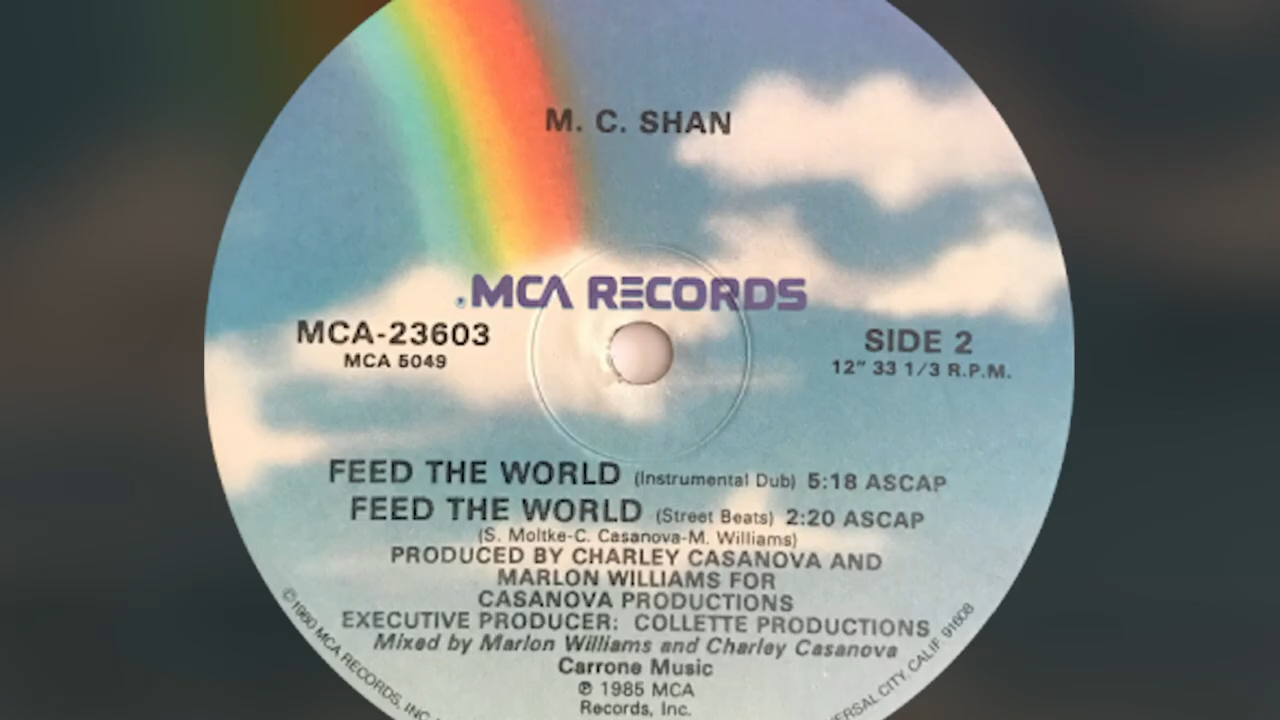 M. C. SHAN
MCA RECORDS
MCA-23603
MCA 5049
SIDE 2
12" 33 1/3 R.P.M.
FEED THE WORLD (Instrumental Dub) 5:18 ASCAP
FEED THE WORLD (Street Beats) 2:20 ASCAP
(S. Moltke-C. Casanova-M. Williams)
PRODUCED BY CHARLEY CASANOVA AND
MARLON WILLIAMS FOR
CASANOVA PRODUCTIONS
EXECUTIVE PRODUCER: COLLETTE PRODUCTIONS
Mixed by Marlon Williams and Charley Casanova
Carrone Music
℗ 1985 MCA
Records, Inc.
©1980 MCA RECORDS, INC.
ERSAL CITY, CALIF. 91608